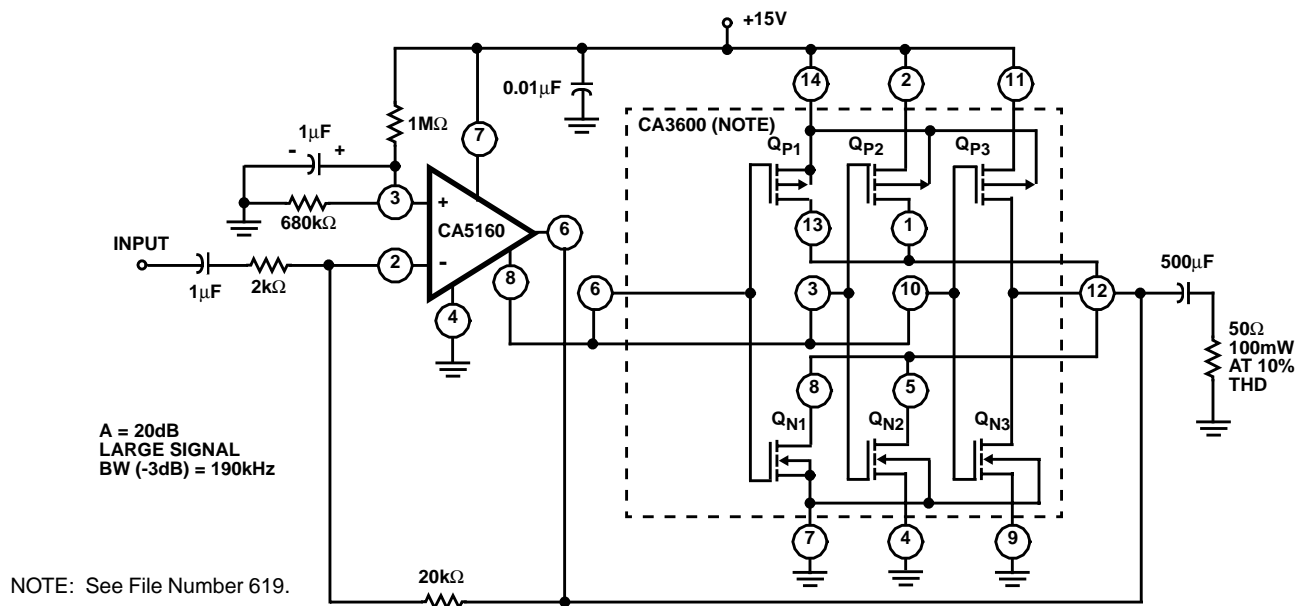 +15V
0.01µF
14
2
11
CA3600 (NOTE)
1µF
- +
1MΩ
7
QP1
QP2
QP3
3
+
680kΩ
CA5160
6
13
1
INPUT
2
-
8
500µF
1µF
2kΩ
6
3
10
12
4
50Ω
100mW
AT 10%
THD
8
5
A = 20dB
LARGE SIGNAL
BW (-3dB) = 190kHz
QN1
QN2
QN3
7
4
9
NOTE: See File Number 619.
20kΩ